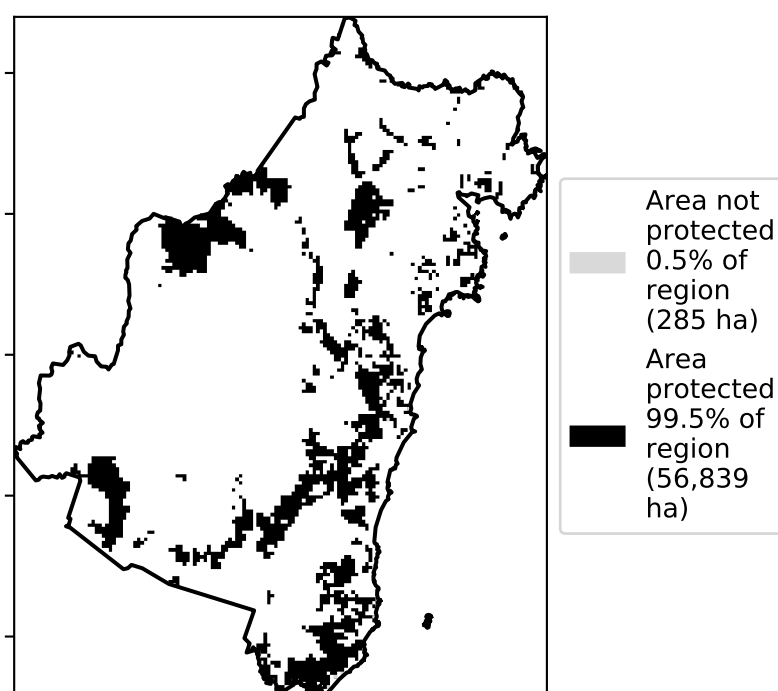 Area not
protected
0.5% of
region
(285 ha)
Area
protected
99.5% of
region
(56,839
ha)